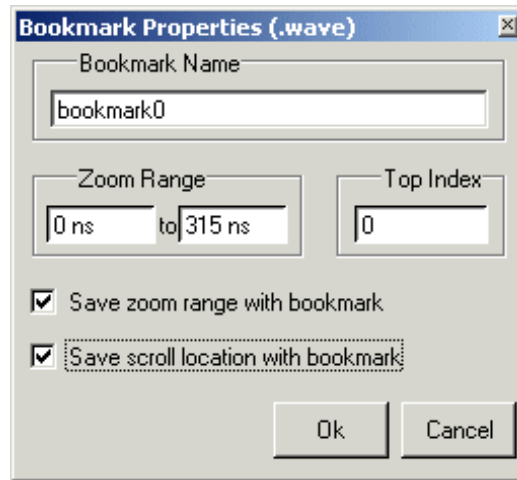 Bookmark Properties (.wave)
Bookmark Name
bookmark0
Zoom Range
Top Index
0 ns to 315 ns
0
Save zoom range with bookmark
Save scroll location with bookmark
Ok
Cancel